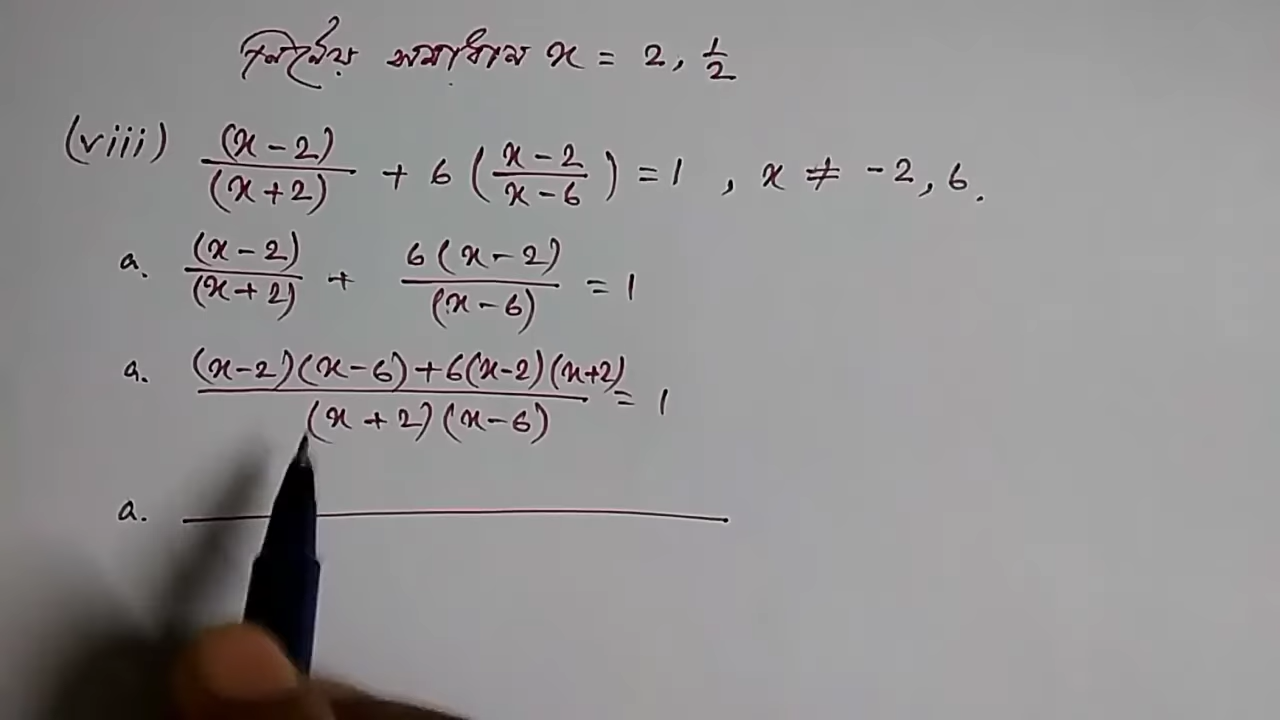 নির্ণেয় সমাধান x = 2, 1/2
(viii) (x-2)/(x+2) + 6 ((x-2)/(x-6)) = 1 , x ≠ -2, 6.
a. (x-2)/(x+2) + 6(x-2)/(x-6) = 1
a. ((x-2)(x-6)+6(x-2)(x+2))/((x+2)(x-6)) = 1
a.